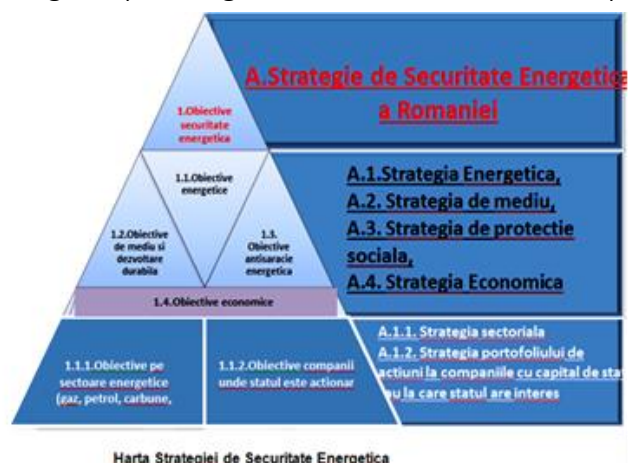 A.Strategie de Securitate Energetica
a Romaniei
1.Obiective
securitate
energetica
1.1.Obiective
energetice
1.2.Obiective
de mediu si
dezvoltare
durabila
1.3.
Obiective
antisaracie
energetica
A.1.Strategia Energetica,
A.2. Strategia de mediu,
A.3. Strategia de protectie
sociala,
A.4. Strategia Economica
1.4.Obiective economice
1.1.1.Obiective pe
sectoare energetice
(gaz, petrol, carbune,
1.1.2.Obiective companii
unde statul este actionar
A.1.1. Strategia sectoriala
A.1.2. Strategia portofoliului de
actiuni la companiile cu capital de stat
sau la care statul are interes
Harta Strategiei de Securitate Energetica